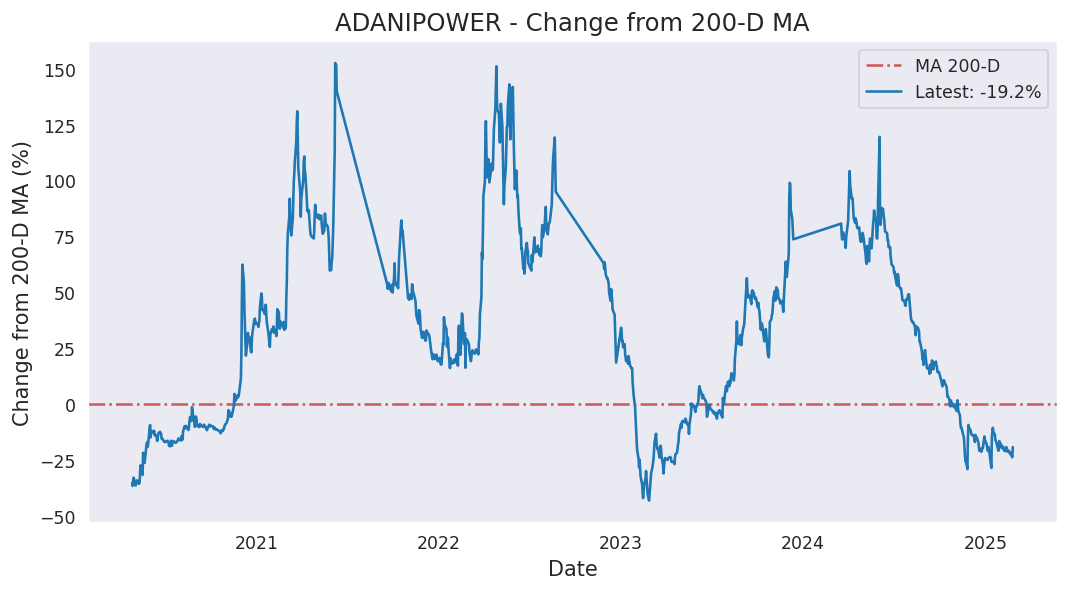 ADANIPOWER - Change from 200-D MA
MA 200-D
Latest: -19.2%
Change from 200-D MA (%)
150
125
100
75
50
25
0
−25
−50
2021
2022
2023
2024
2025
Date